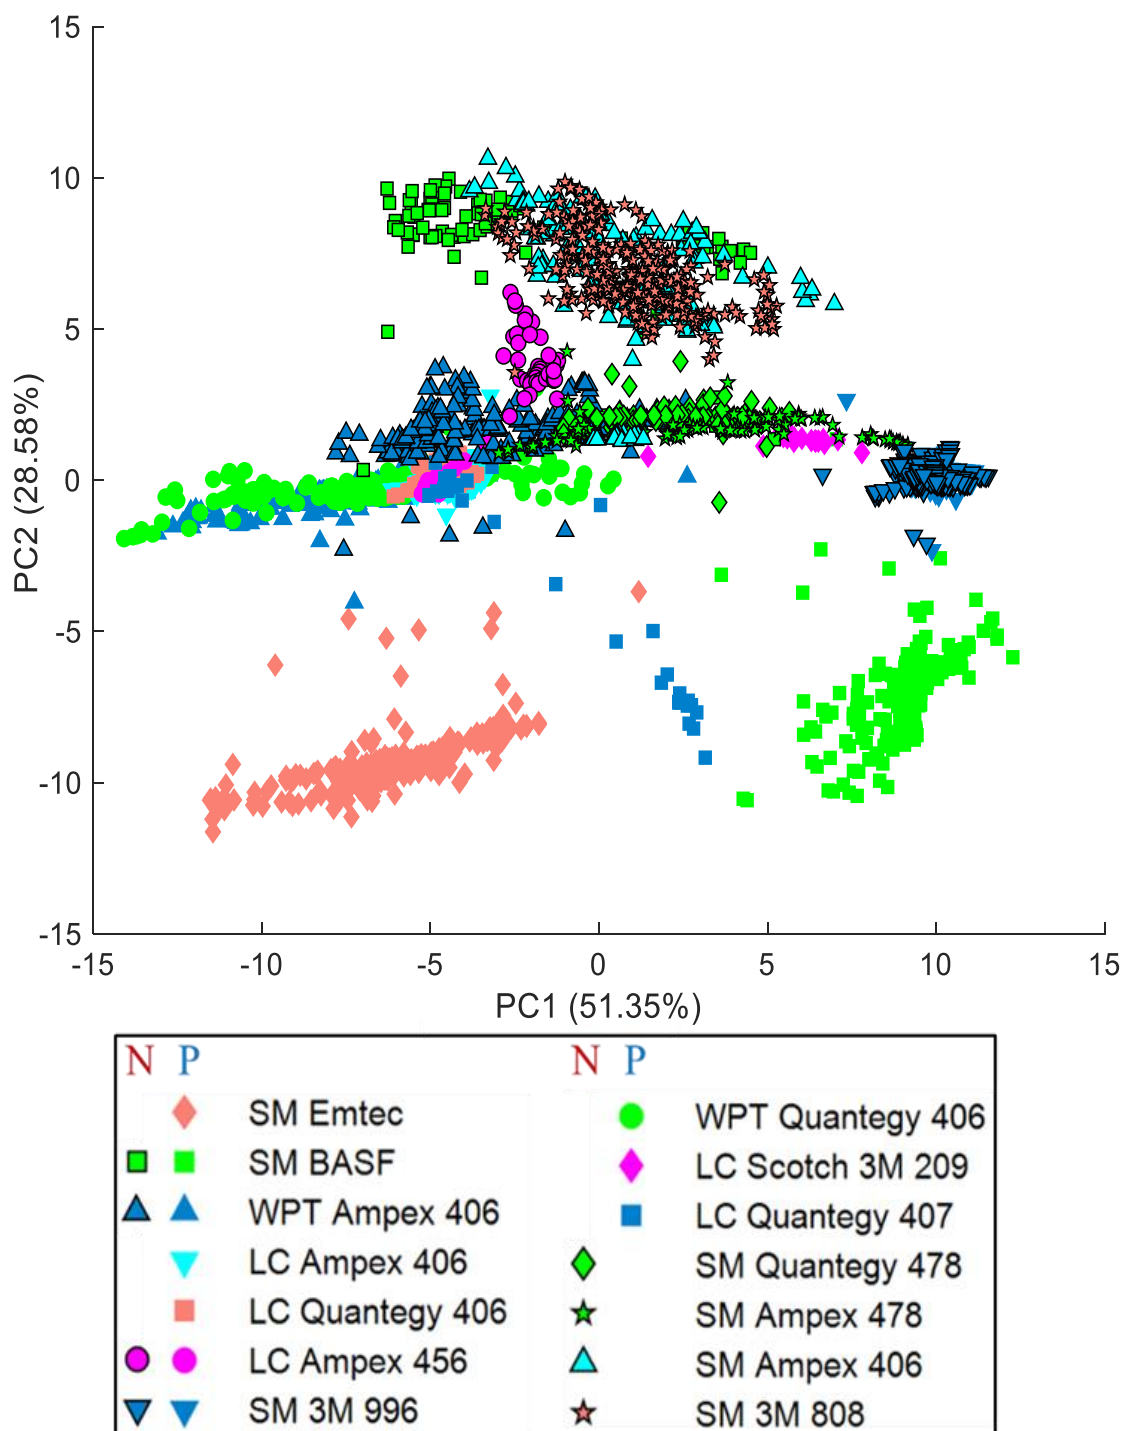 15
10
5
0
-5
-10
-15
PC2 (28.58%)
-15 -10 -5 0 5 10 15
PC1 (51.35%)
N P
SM Emtec
SM BASF
WPT Ampex 406
LC Ampex 406
LC Quantegy 406
LC Ampex 456
SM 3M 996
N P
WPT Quantegy 406
LC Scotch 3M 209
LC Quantegy 407
SM Quantegy 478
SM Ampex 478
SM Ampex 406
SM 3M 808